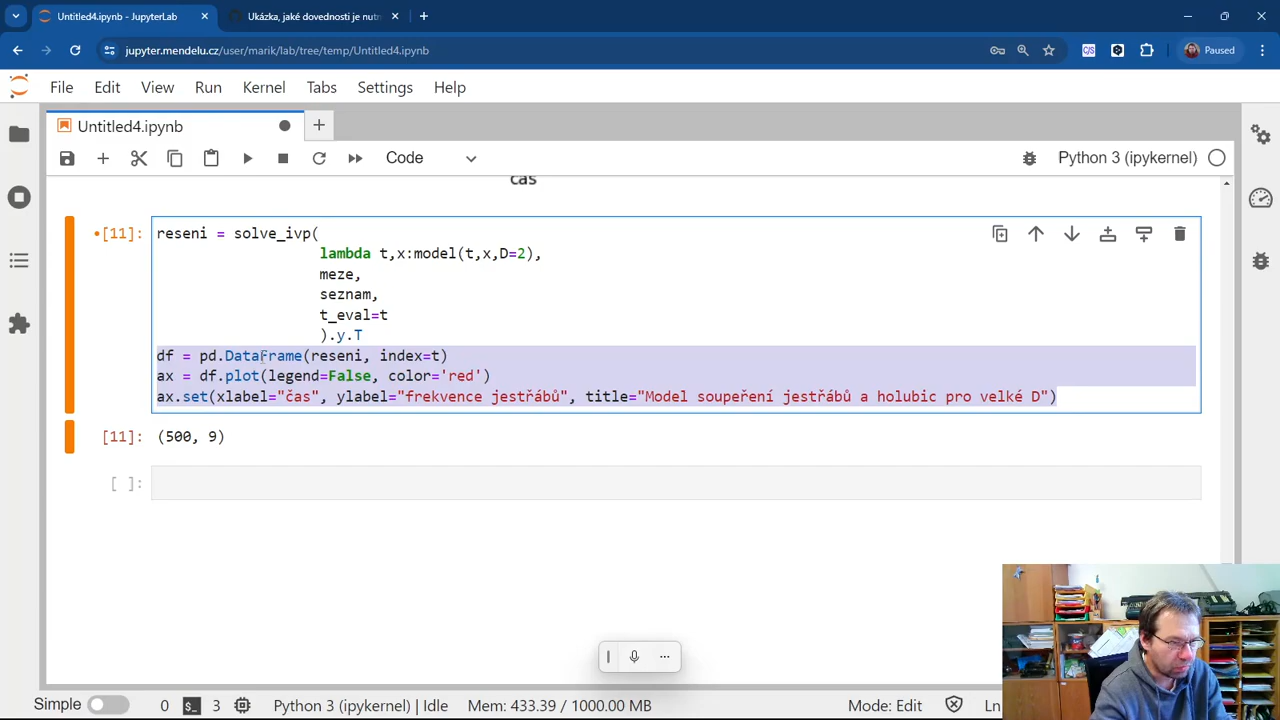 Untitled4.ipynb - JupyterLab
Ukázka, jaké dovednosti je nutn
jupyter.mendelu.cz/user/marik/lab/tree/temp/Untitled4.ipynb
Paused
File Edit View Run Kernel Tabs Settings Help
Untitled4.ipynb
Code
Python 3 (ipykernel)
čas
[11]:
reseni = solve_ivp(
lambda t,x:model(t,x,D=2),
meze,
seznam,
t_eval=t
).y.T
df = pd.DataFrame(reseni, index=t)
ax = df.plot(legend=False, color='red')
ax.set(xlabel="čas", ylabel="frekvence jestřábů", title="Model soupeření jestřábů a holubic pro velké D")
[11]: (500, 9)
[ ]:
Simple 0 3 Python 3 (ipykernel) | Idle Mem: 433.39 / 1000.00 MB Mode: Edit Ln